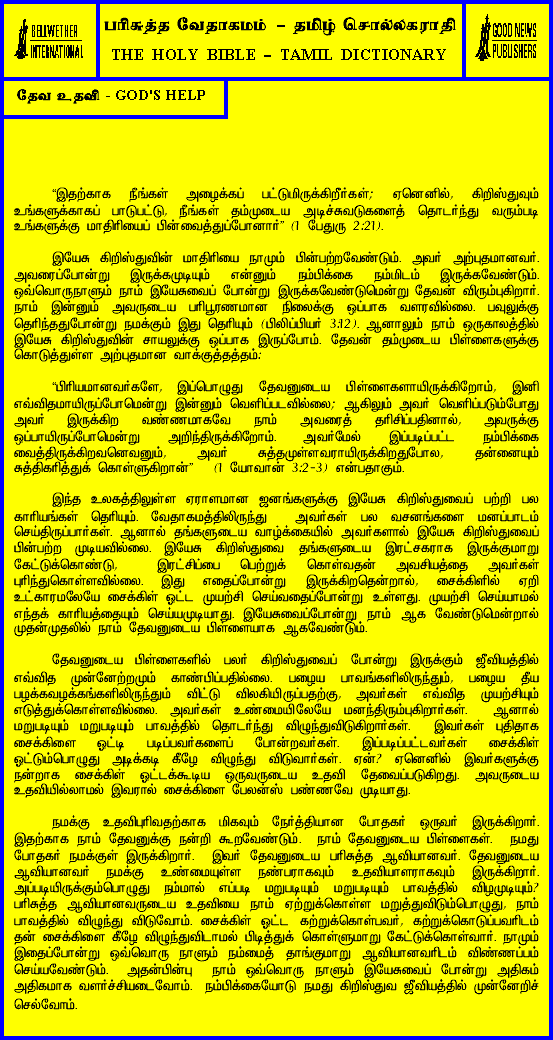 BELLWETHER
INTERNATIONAL
பரிசுத்த வேதாகமம் – தமிழ் சொல்லகராதி
THE HOLY BIBLE – TAMIL DICTIONARY
GOOD NEWS
PUBLISHERS
தேவ உதவி - GOD'S HELP
“இதற்காக நீங்கள் அழைக்கப் பட்டுமிருக்கிறீர்கள்; ஏனெனில், கிறிஸ்துவும்
உங்களுக்காகப் பாடுபட்டு, நீங்கள் தம்முடைய அடிச்சுவடுகளைத் தொடர்ந்து வரும்படி
உங்களுக்கு மாதிரியைப் பின்வைத்துப்போனார்” (1 பேதுரு 2:21).
இயேசு கிறிஸ்துவின் மாதிரியை நாமும் பின்பற்றவேண்டும். அவர் அற்புதமானவர்.
அவரைப்போன்று இருக்கமுடியும் என்னும் நம்பிக்கை நம்மிடம் இருக்கவேண்டும்.
ஒவ்வொருநாளும் நாம் இயேசுவைப் போன்று இருக்கவேண்டுமென்று தேவன் விரும்புகிறார்.
நாம் இன்னும் அவருடைய பரிபூரணமான நிலைக்கு ஒப்பாக வளரவில்லை. பவுலுக்கு
தெரிந்ததுபோன்று நமக்கும் இது தெரியும் (பிலிப்பியர் 3:12). ஆனாலும் நாம் ஒருகாலத்தில்
இயேசு கிறிஸ்துவின் சாயலுக்கு ஒப்பாக இருப்போம். தேவன் தம்முடைய பிள்ளைகளுக்கு
கொடுத்துள்ள அற்புதமான வாக்குத்தத்தம்:
“பிரியமானவர்களே, இப்பொழுது தேவனுடைய பிள்ளைகளாயிருக்கிறோம், இனி
எவ்விதமாயிருப்போமென்று இன்னும் வெளிப்படவில்லை; ஆகிலும் அவர் வெளிப்படும்போது
அவர் இருக்கிற வண்ணமாகவே நாம் அவரைத் தரிசிப்பதினால், அவருக்கு
ஒப்பாயிருப்போமென்று அறிந்திருக்கிறோம். அவர்மேல் இப்படிப்பட்ட நம்பிக்கை
வைத்திருக்கிறவனெவனும், அவர் சுத்தமுள்ளவராயிருக்கிறதுபோல, தன்னையும்
சுத்திகரித்துக் கொள்ளுகிறான்” (1 யோவான் 3:2-3) என்பதாகும்.
இந்த உலகத்திலுள்ள ஏராளமான ஜனங்களுக்கு இயேசு கிறிஸ்துவைப் பற்றி பல
காரியங்கள் தெரியும். வேதாகமத்திலிருந்து அவர்கள் பல வசனங்களை மனப்பாடம்
செய்திருப்பார்கள். ஆனால் தங்களுடைய வாழ்க்கையில் அவர்களால் இயேசு கிறிஸ்துவைப்
பின்பற்ற முடியவில்லை. இயேசு கிறிஸ்துவை தங்களுடைய இரட்சகராக இருக்குமாறு
கேட்டுக்கொண்டு, இரட்சிப்பை பெற்றுக் கொள்வதன் அவசியத்தை அவர்கள்
புரிந்துகொள்ளவில்லை. இது எதைப்போன்று இருக்கிறதென்றால், சைக்கிளில் ஏறி
உட்காரமலேயே சைக்கிள் ஓட்ட முயற்சி செய்வதைப்போன்று உள்ளது. முயற்சி செய்யாமல்
எந்தக் காரியத்தையும் செய்யமுடியாது. இயேசுவைப்போன்று நாம் ஆக வேண்டுமென்றால்
முதன்முதலில் நாம் தேவனுடைய பிள்ளையாக ஆகவேண்டும்.
தேவனுடைய பிள்ளைகளில் பலர் கிறிஸ்துவைப் போன்று இருக்கும் ஜீவியத்தில்
எவ்வித முன்னேற்றமும் காண்பிப்பதில்லை. பழைய பாவங்களிலிருந்தும், பழைய தீய
பழக்கவழக்கங்களிலிருந்தும் விட்டு விலகியிருப்பதற்கு, அவர்கள் எவ்வித முயற்சியும்
எடுத்துக்கொள்ளவில்லை. அவர்கள் உண்மையிலேயே மனந்திரும்புகிறார்கள். ஆனால்
மறுபடியும் மறுபடியும் பாவத்தில் தொடர்ந்து விழுந்துவிடுகிறார்கள். இவர்கள் புதிதாக
சைக்கிளை ஓட்டி படிப்பவர்களைப் போன்றவர்கள். இப்படிப்பட்டவர்கள் சைக்கிள்
ஓட்டும்பொழுது அடிக்கடி கீழே விழுந்து விடுவார்கள். ஏன்? ஏனெனில் இவர்களுக்கு
நன்றாக சைக்கிள் ஓட்டக்கூடிய ஒருவருடைய உதவி தேவைப்படுகிறது. அவருடைய
உதவியில்லாமல் இவரால் சைக்கிளை பேலன்ஸ் பண்ணவே முடியாது.
நமக்கு உதவிபுரிவதற்காக மிகவும் நேர்த்தியான போதகர் ஒருவர் இருக்கிறார்.
இதற்காக நாம் தேவனுக்கு நன்றி கூறவேண்டும். நாம் தேவனுடைய பிள்ளைகள். நமது
போதகர் நமக்குள் இருக்கிறார். இவர் தேவனுடைய பரிசுத்த ஆவியானவர். தேவனுடைய
ஆவியானவர் நமக்கு உண்மையுள்ள நண்பராகவும் உதவியாளராகவும் இருக்கிறார்.
அப்படியிருக்கும்பொழுது நம்மால் எப்படி மறுபடியும் மறுபடியும் பாவத்தில் விழமுடியும்?
பரிசுத்த ஆவியானவருடைய உதவியை நாம் ஏற்றுக்கொள்ள மறுத்துவிடும்பொழுது, நாம்
பாவத்தில் விழுந்து விடுவோம். சைக்கிள் ஓட்ட கற்றுக்கொள்பவர், கற்றுக்கொடுப்பவரிடம்
தன் சைக்கிளை கீழே விழுந்துவிடாமல் பிடித்துக் கொள்ளுமாறு கேட்டுக்கொள்வார். நாமும்
இதைப்போன்று ஒவ்வொரு நாளும் நம்மைத் தாங்குமாறு ஆவியானவரிடம் விண்ணப்பம்
செய்யவேண்டும். அதன்பின்பு நாம் ஒவ்வொரு நாளும் இயேசுவைப் போன்று அதிகம்
அதிகமாக வளர்ச்சியடைவோம். நம்பிக்கையோடு நமது கிறிஸ்துவ ஜீவியத்தில் முன்னேறிச்
செல்வோம்.